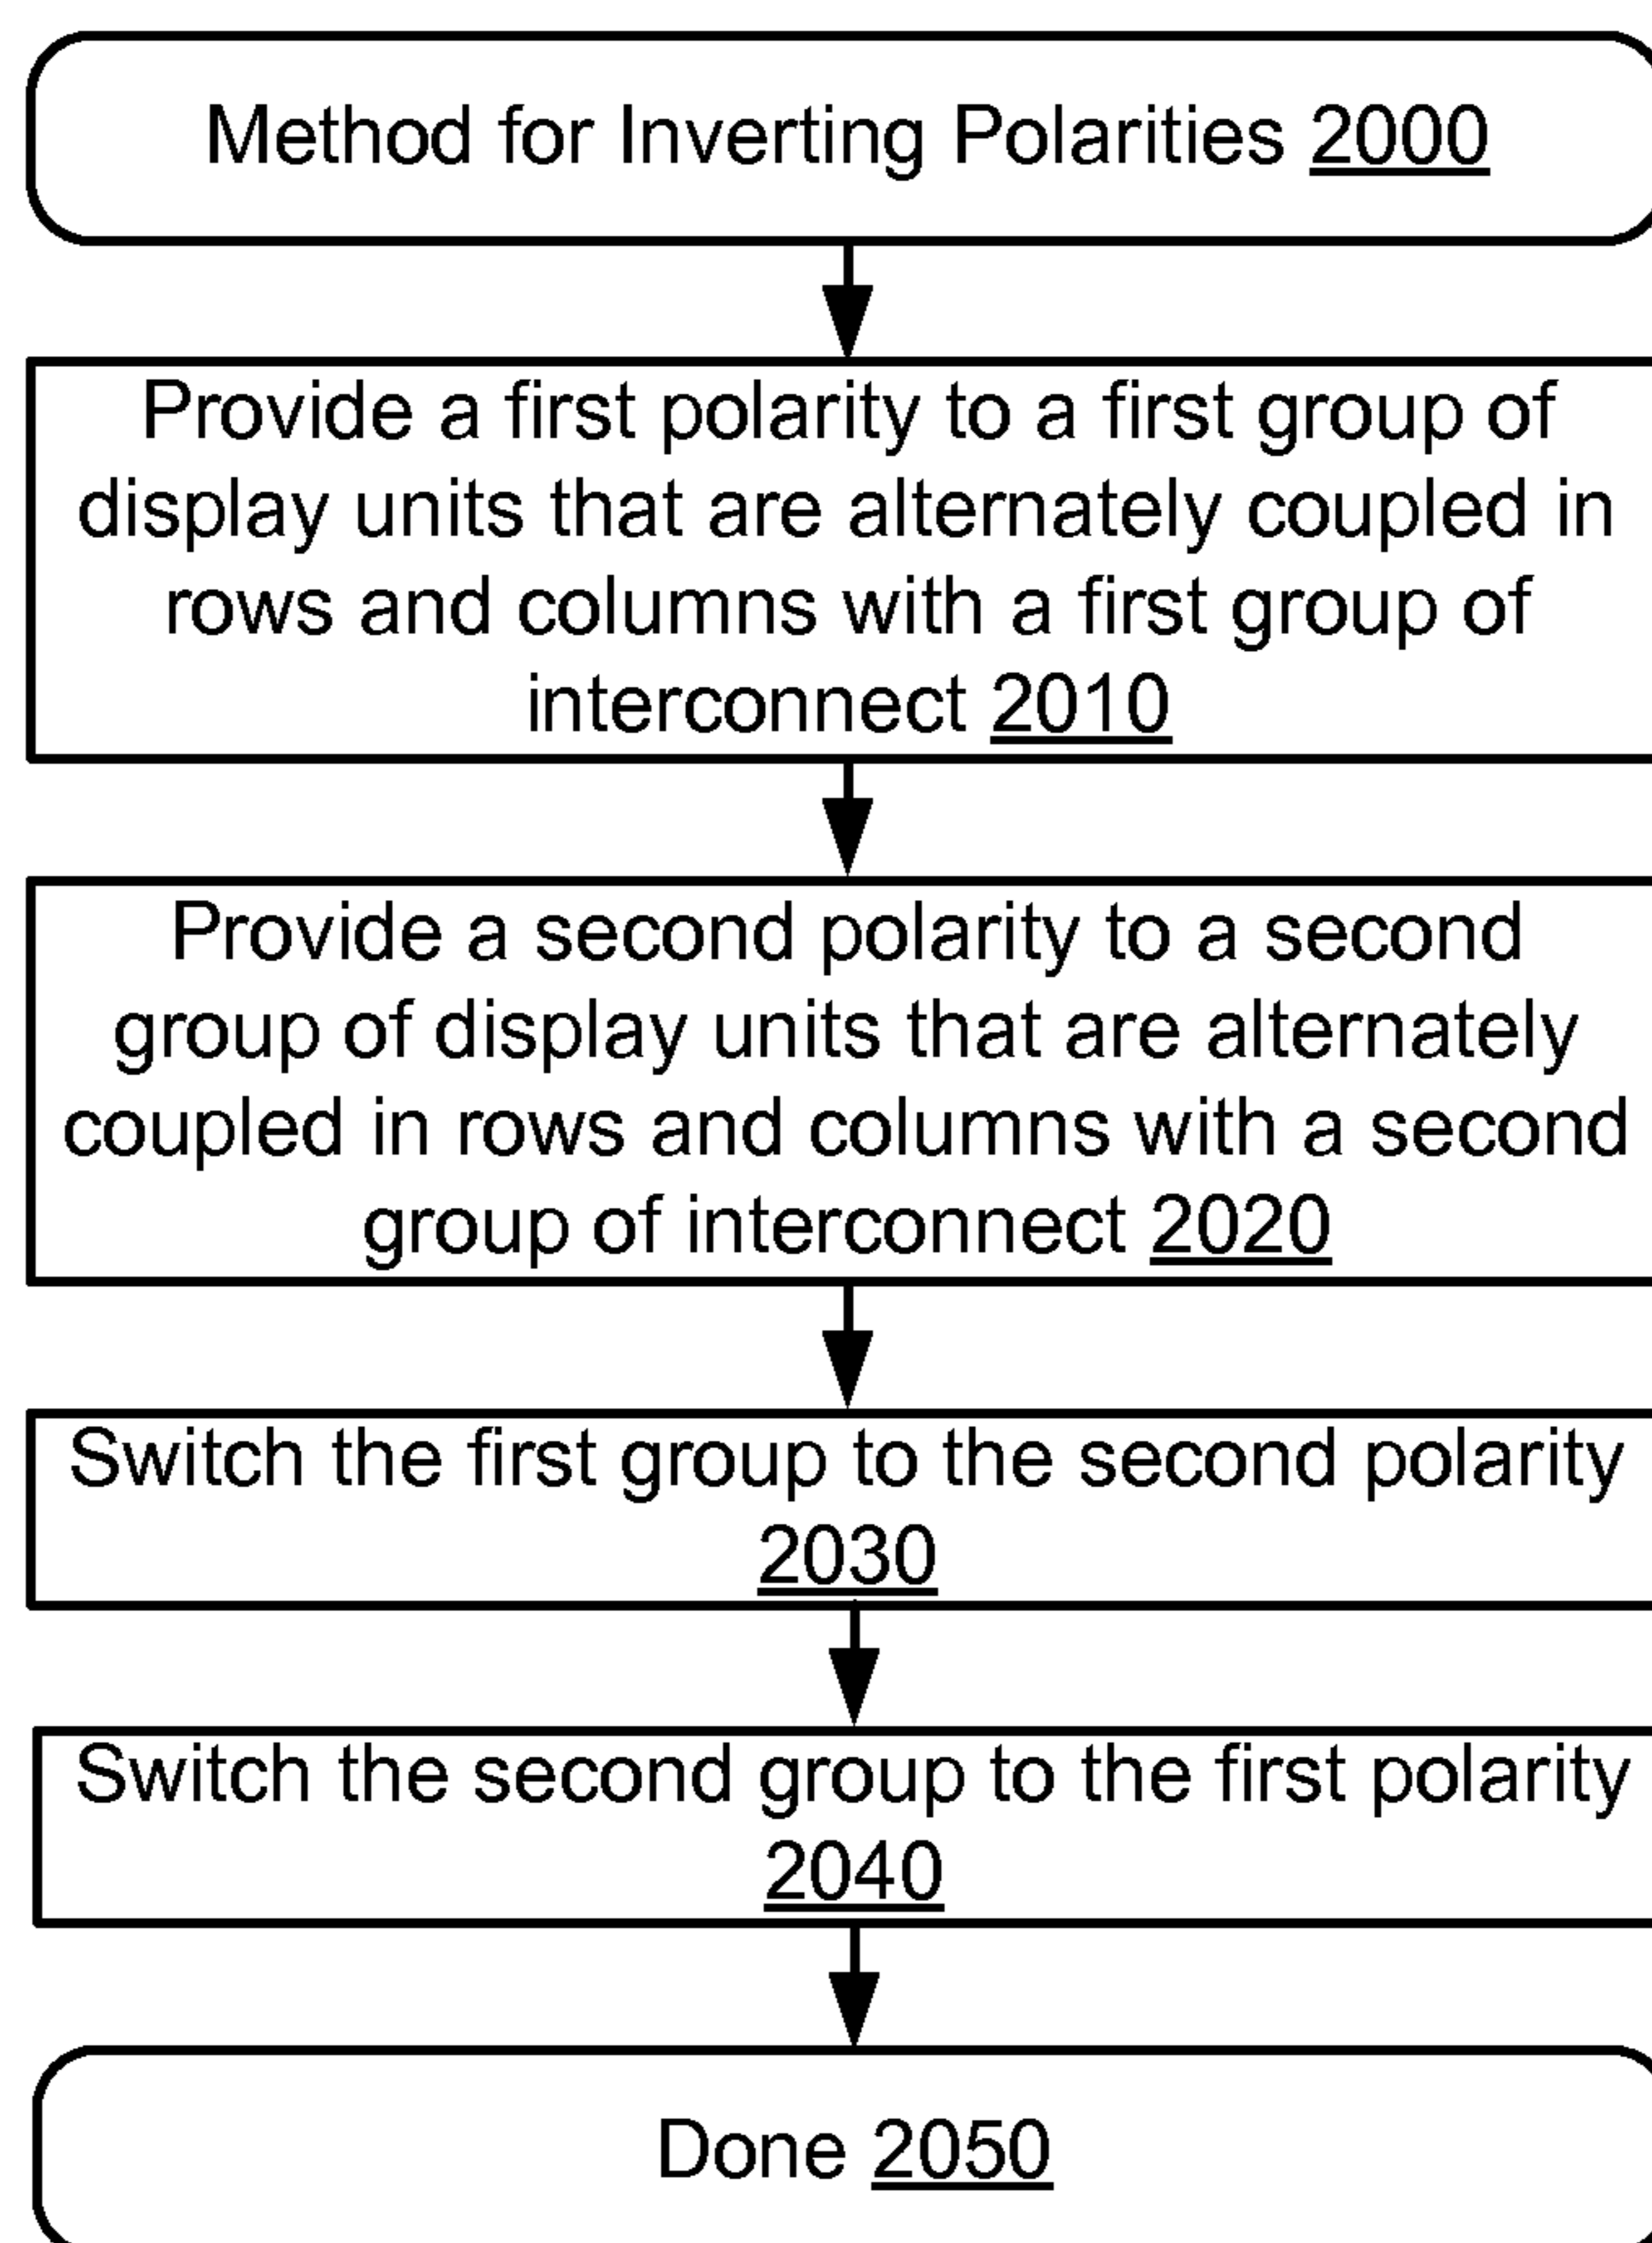 Method for Inverting Polarities 2000
Provide a first polarity to a first group of
display units that are alternately coupled in
rows and columns with a first group of
interconnect 2010
Provide a second polarity to a second
group of display units that are alternately
coupled in rows and columns with a second
group of interconnect 2020
Switch the first group to the second polarity
2030
Switch the second group to the first polarity
2040
Done 2050